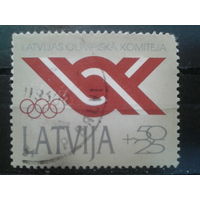 LATVIJAS OLIMPISKĀ KOMITEJA
LATVIJA
+50
25